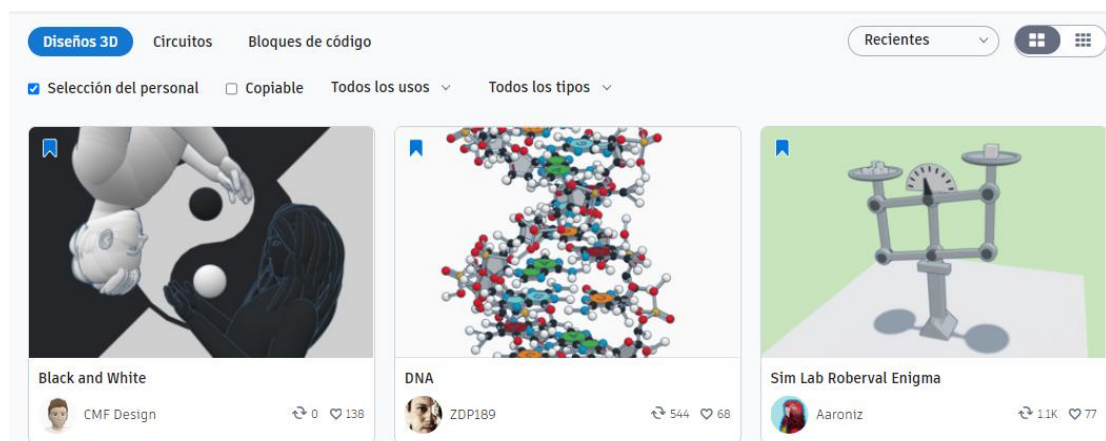 Diseños 3D Circuitos Bloques de código Recientes
Selección del personal Copiable Todos los usos Todos los tipos
Black and White
CMF Design 0 138
DNA
ZDP189 544 68
Sim Lab Roberval Enigma
Aaroniz 1.1K 77